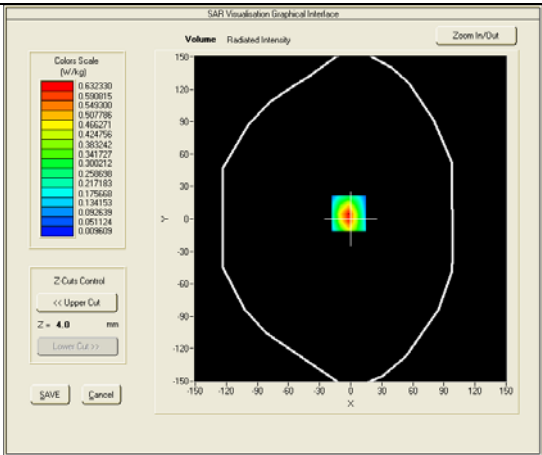 SAR Visualisation Graphical Interface
Volume Radiated Intensity
Zoom In/Out
Colors Scale
(W/kg)
0.632330
0.590815
0.549300
0.507786
0.466271
0.424756
0.383242
0.341727
0.300212
0.258698
0.217183
0.175668
0.134153
0.092639
0.051124
0.009609
150
120
90
60
30
0
-30
-60
-90
-120
-150
Y
-150 -120 -90 -60 -30 0 30 60 90 120 150
X
Z-Cuts Control
<< Upper Cut
Z = 4.0 mm
Lower Cut >>
SAVE Cancel